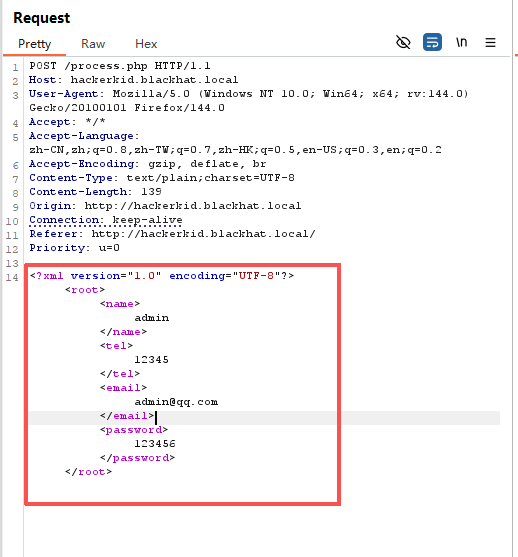 Request
Pretty Raw Hex \n
1 POST /process.php HTTP/1.1
2 Host: hackerkid.blackhat.local
3 User-Agent: Mozilla/5.0 (Windows NT 10.0; Win64; x64; rv:144.0)
Gecko/20100101 Firefox/144.0
4 Accept: */*
5 Accept-Language:
zh-CN,zh;q=0.8,zh-TW;q=0.7,zh-HK;q=0.5,en-US;q=0.3,en;q=0.2
6 Accept-Encoding: gzip, deflate, br
7 Content-Type: text/plain;charset=UTF-8
8 Content-Length: 139
9 Origin: http://hackerkid.blackhat.local
10 Connection: keep-alive
11 Referer: http://hackerkid.blackhat.local/
12 Priority: u=0
13
14 <?xml version="1.0" encoding="UTF-8"?>
<root>
<name>
admin
</name>
<tel>
12345
</tel>
<email>
admin@qq.com
</email>
<password>
123456
</password>
</root>